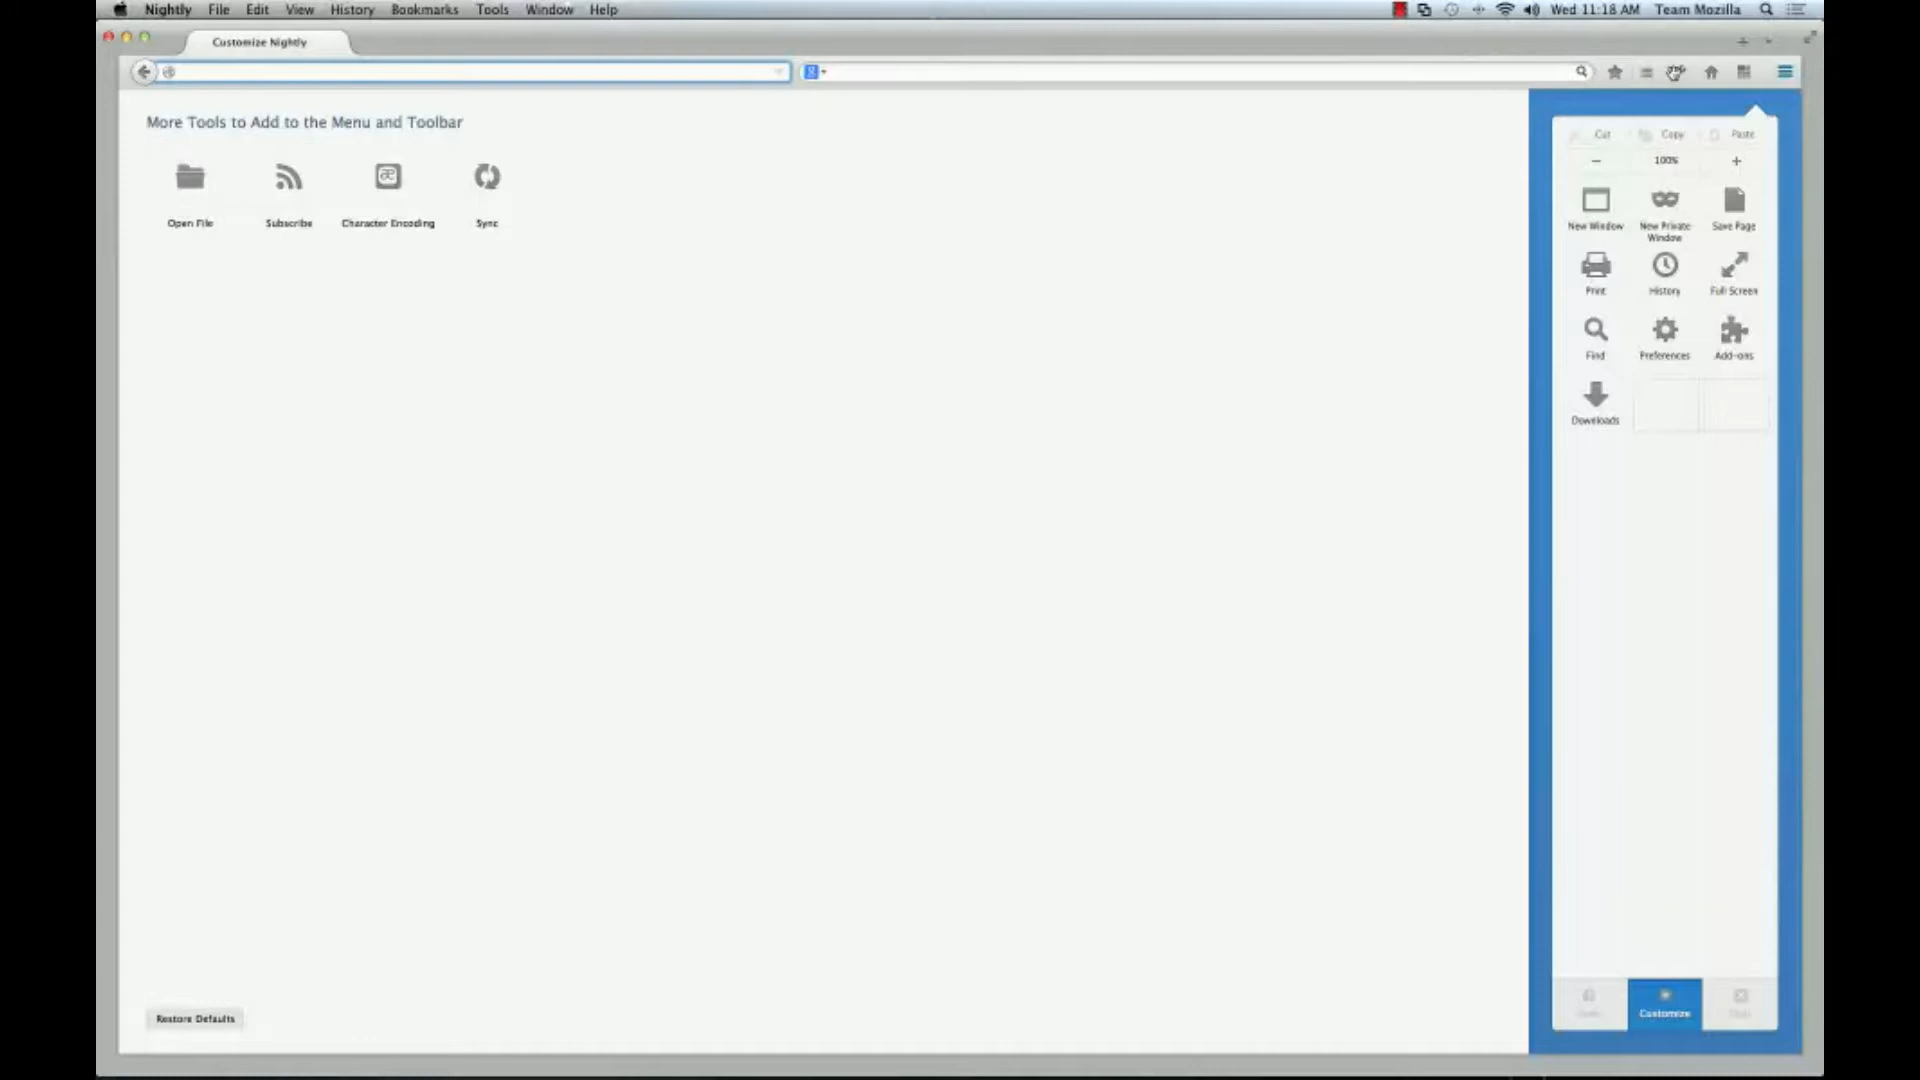 Nightly File Edit View History Bookmarks Tools Window Help
Wed 11:18 AM Team Mozilla
Customize Nightly
More Tools to Add to the Menu and Toolbar
Open File Subscribe Character Encoding Sync
Cut Copy Paste
− 100% +
New Window New Private Save Page
Window
Print History Full Screen
Find Preferences Add-ons
Downloads
Restore Defaults
Customize